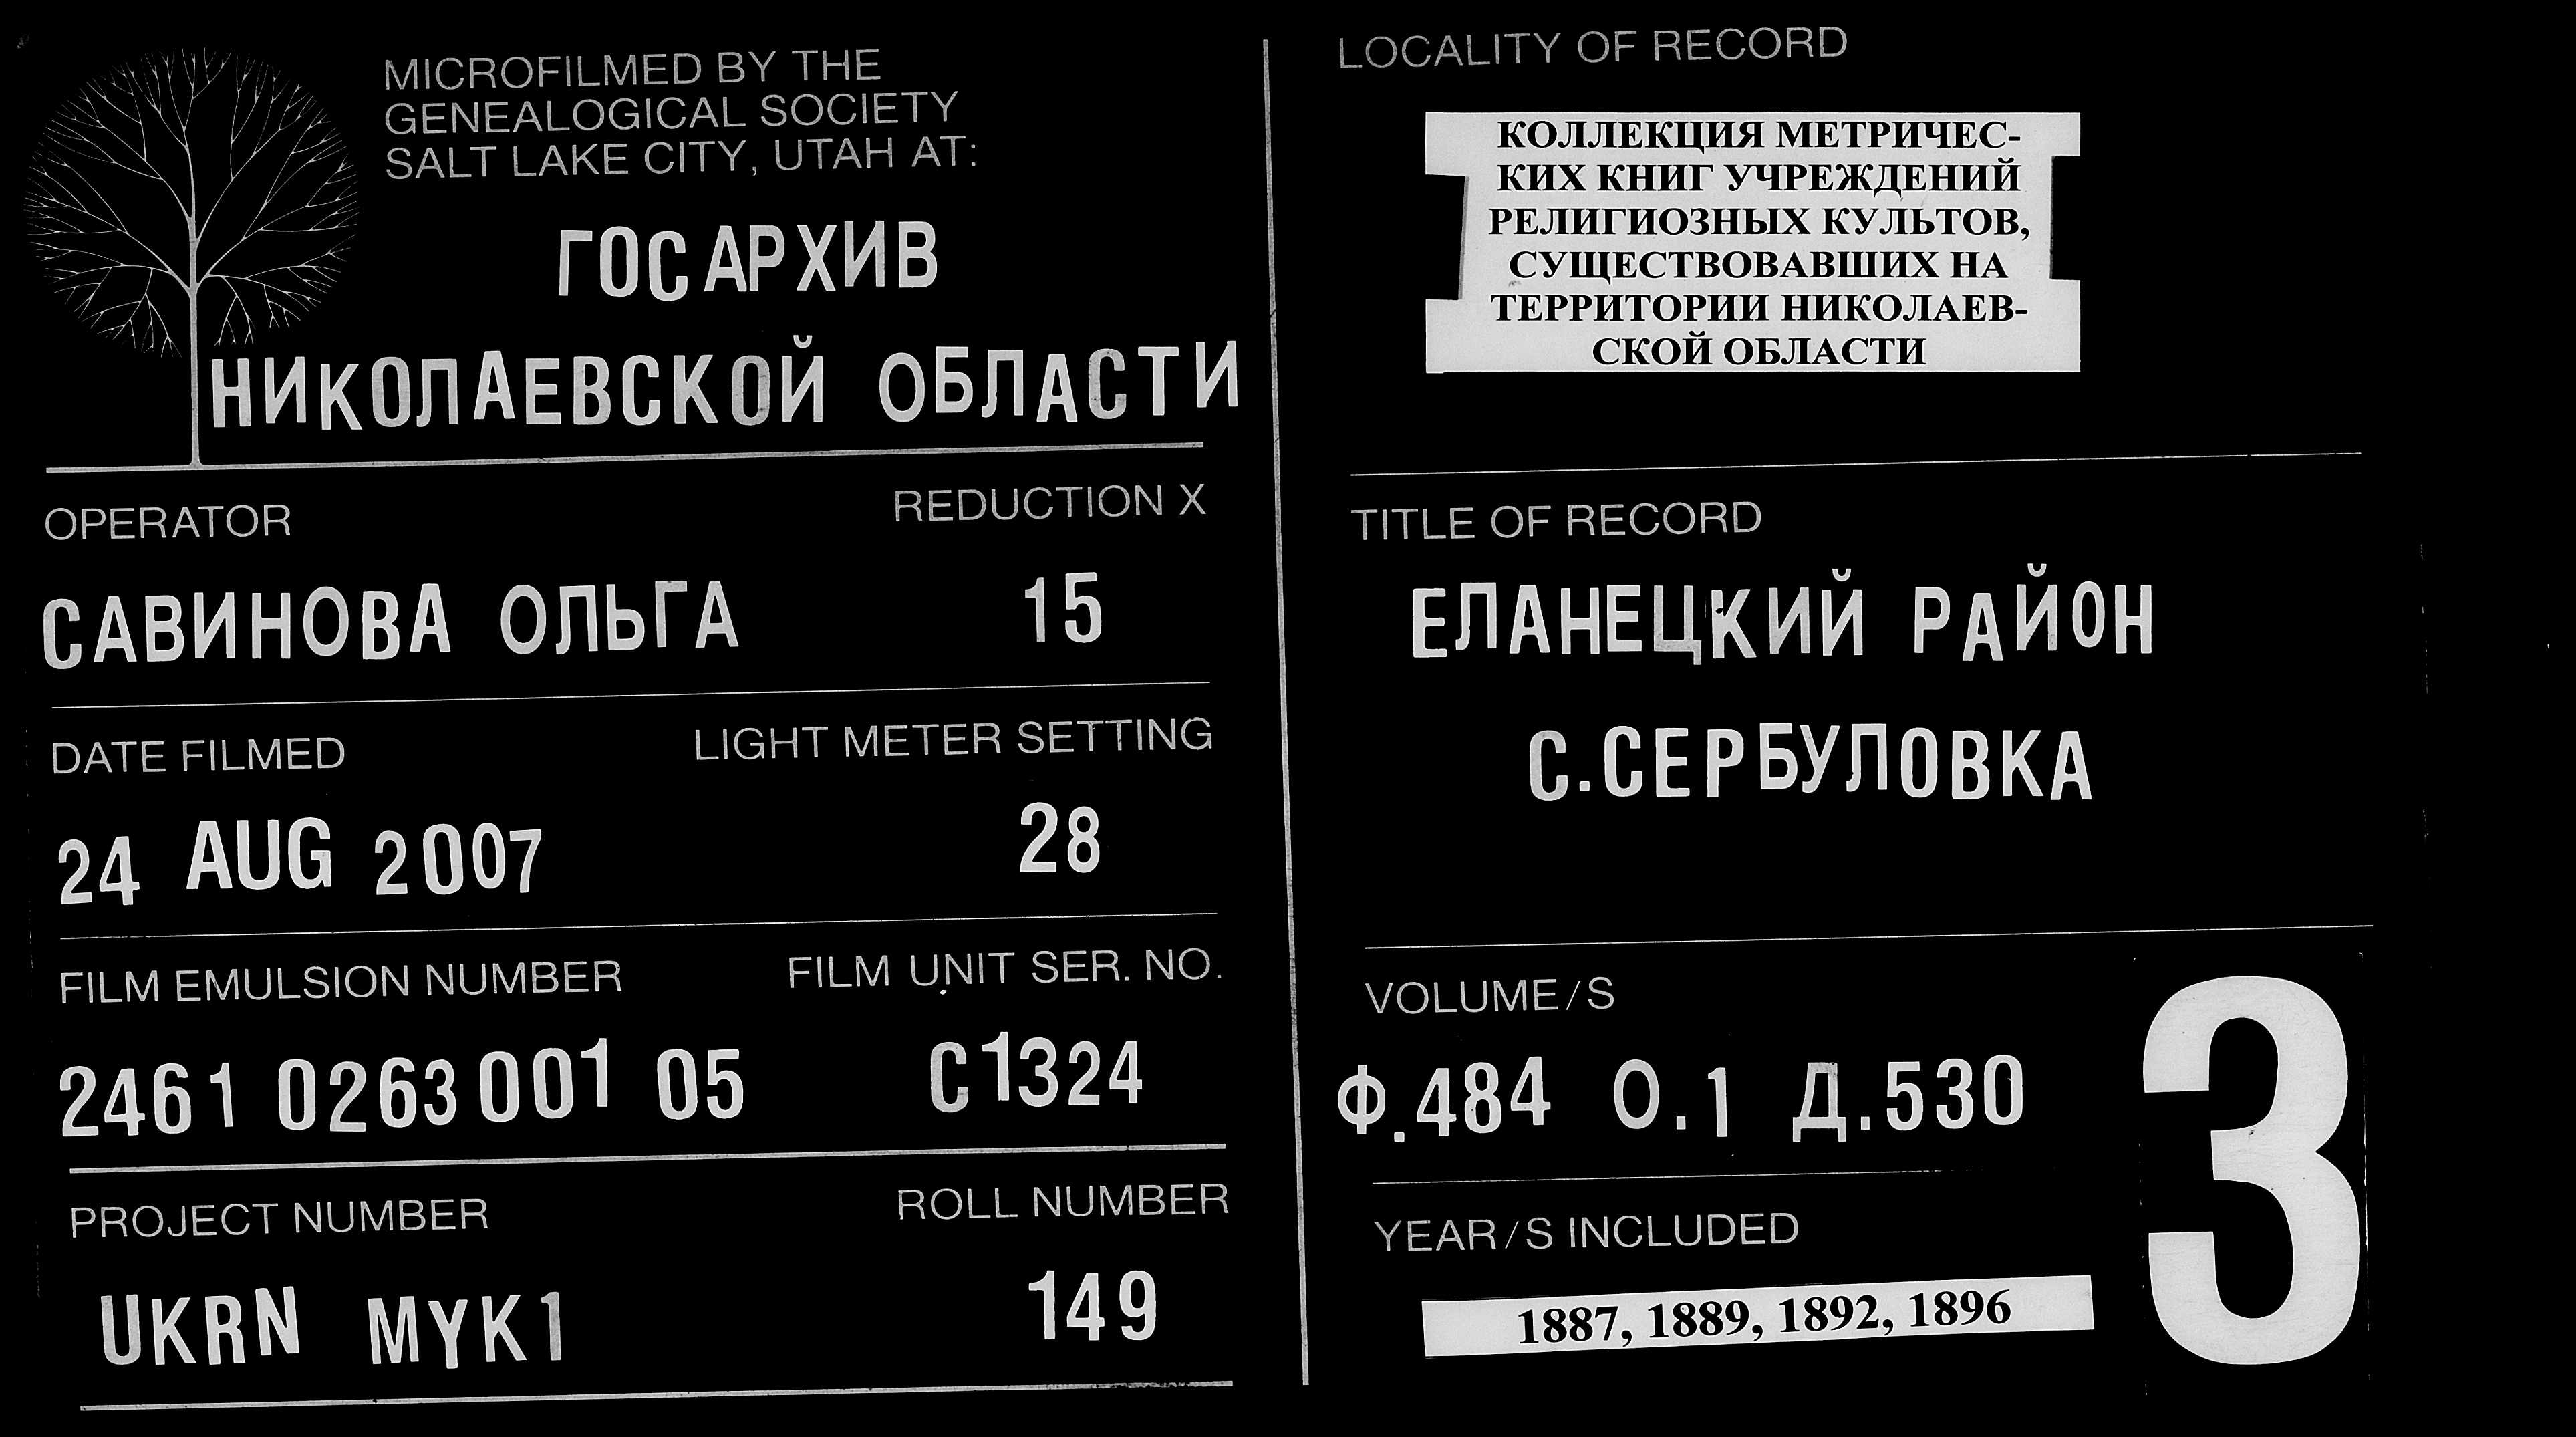 MICROFILMED BY THE
GENEALOGICAL SOCIETY
SALT LAKE CITY, UTAH AT:
ГОСАРХИВ
НИКОЛАЕВСКОЙ ОБЛАСТИ
OPERATOR
REDUCTION X
САВИНОВА ОЛЬГА
15
DATE FILMED
LIGHT METER SETTING
24 AUG 2007
28
FILM EMULSION NUMBER
FILM UNIT SER. NO.
2461 0263 001 05
C1324
PROJECT NUMBER
ROLL NUMBER
UKRN MYK1
149
LOCALITY OF RECORD
КОЛЛЕКЦИЯ МЕТРИЧЕС-
КИХ КНИГ УЧРЕЖДЕНИЙ
РЕЛИГИОЗНЫХ КУЛЬТОВ,
СУЩЕСТВОВАВШИХ НА
ТЕРРИТОРИИ НИКОЛАЕВ-
СКОЙ ОБЛАСТИ
TITLE OF RECORD
ЕЛАНЕЦКИЙ РАЙОН
С.СЕРБУЛОВКА
VOLUME/S
Ф.484 О.1 Д.530
3
YEAR/S INCLUDED
1887, 1889, 1892, 1896